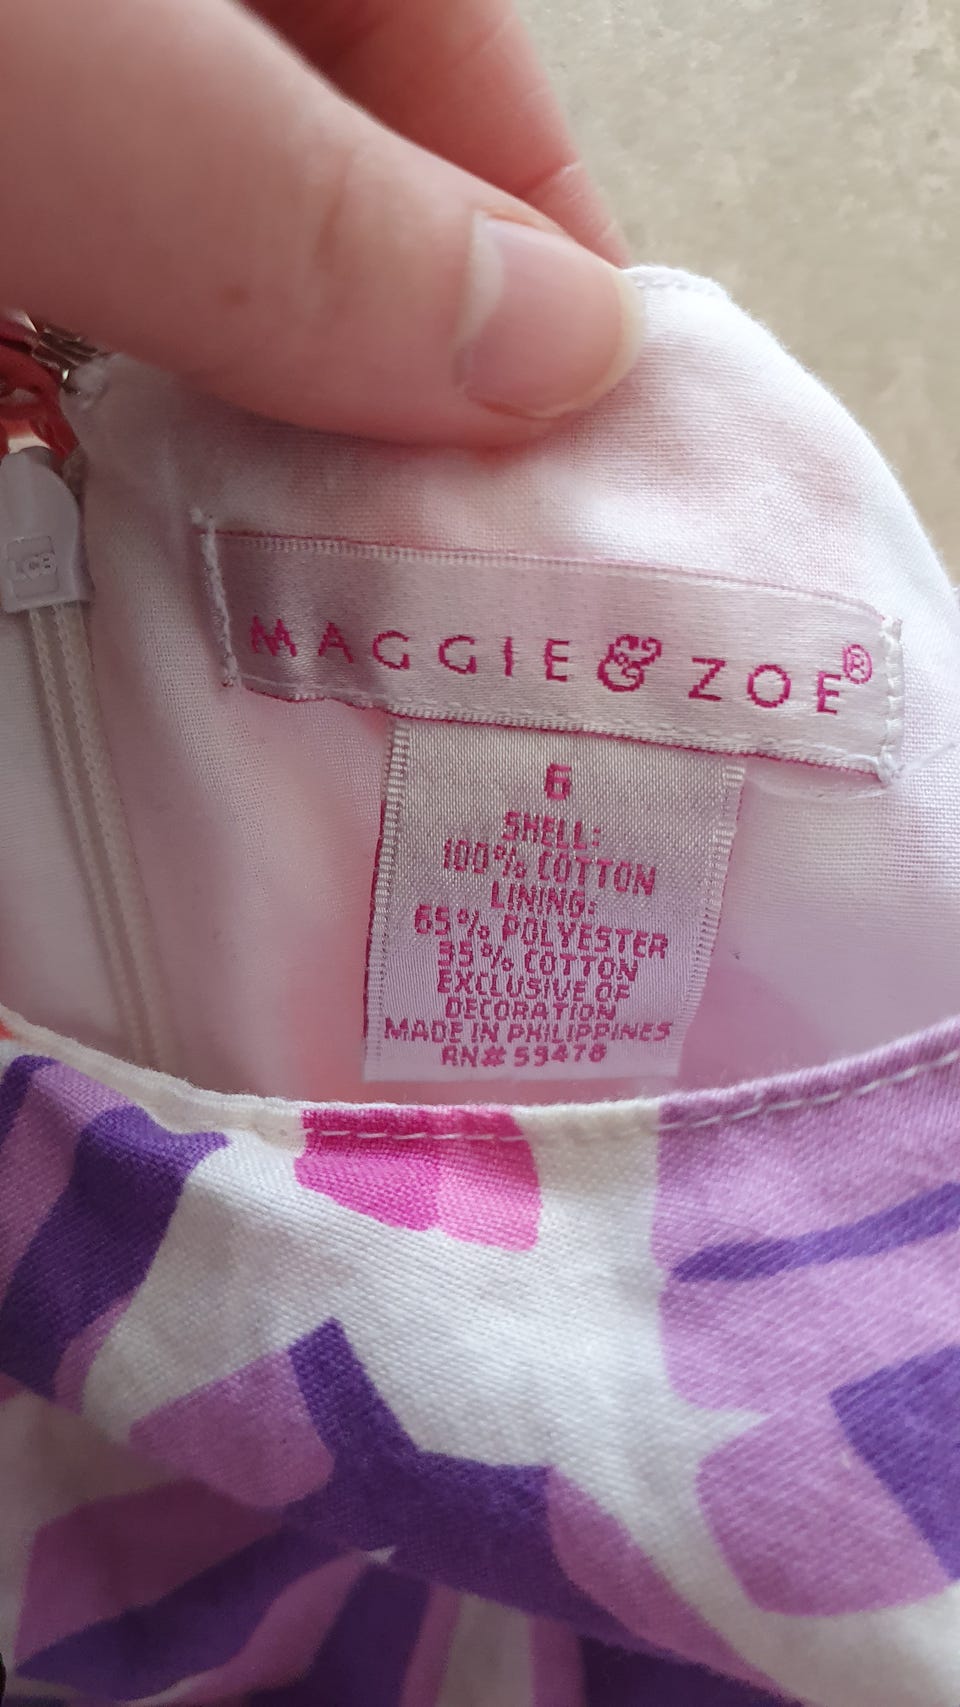 MAGGIE & ZOE®
6
SHELL:
100% COTTON
LINING:
65% POLYESTER
35% COTTON
EXCLUSIVE OF
DECORATION
MADE IN PHILIPPINES
RN# 59478